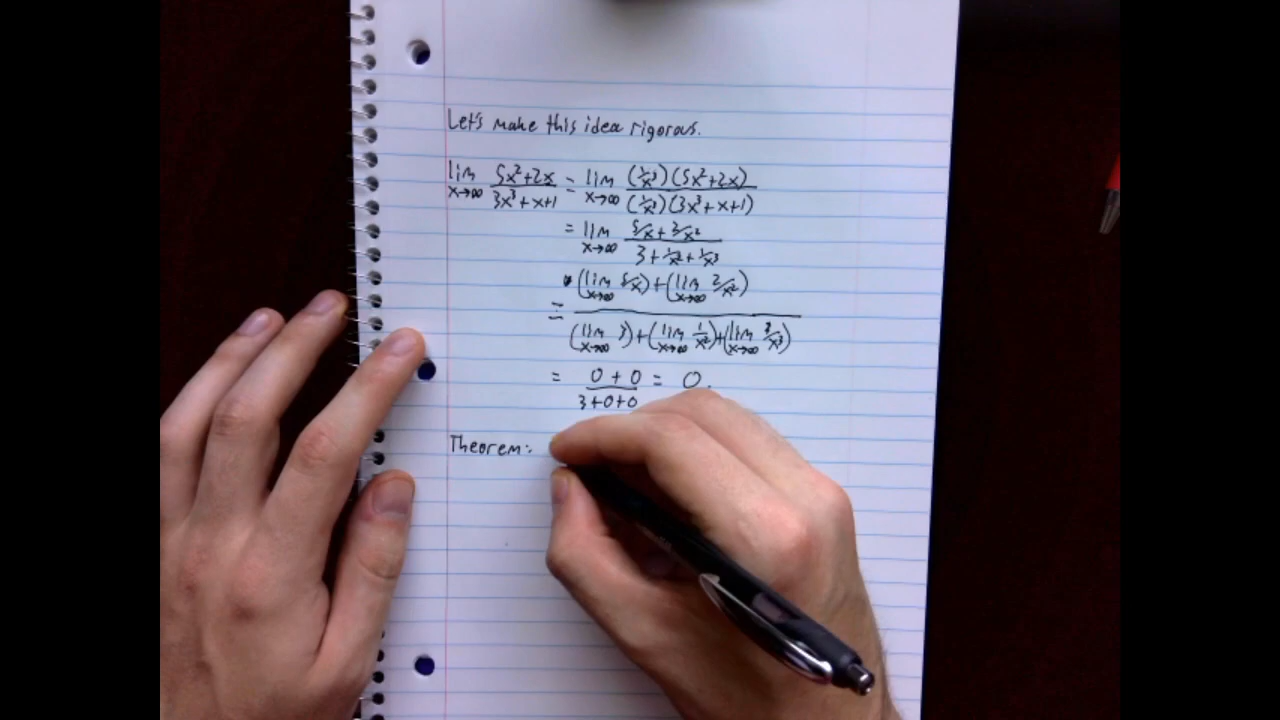 Let's make this idea rigorous.
lim x→∞ (5x²+2x)/(3x³+x+1) = lim x→∞ ((1/x³)(5x²+2x))/((1/x³)(3x³+x+1))
= lim x→∞ (5/x+2/x²)/(3+1/x²+1/x³)
= ((lim x→∞ 5/x)+(lim x→∞ 2/x²))/((lim x→∞ 3)+(lim x→∞ 1/x²)+(lim x→∞ 3/x³))
= (0+0)/(3+0+0) = 0.
Theorem: